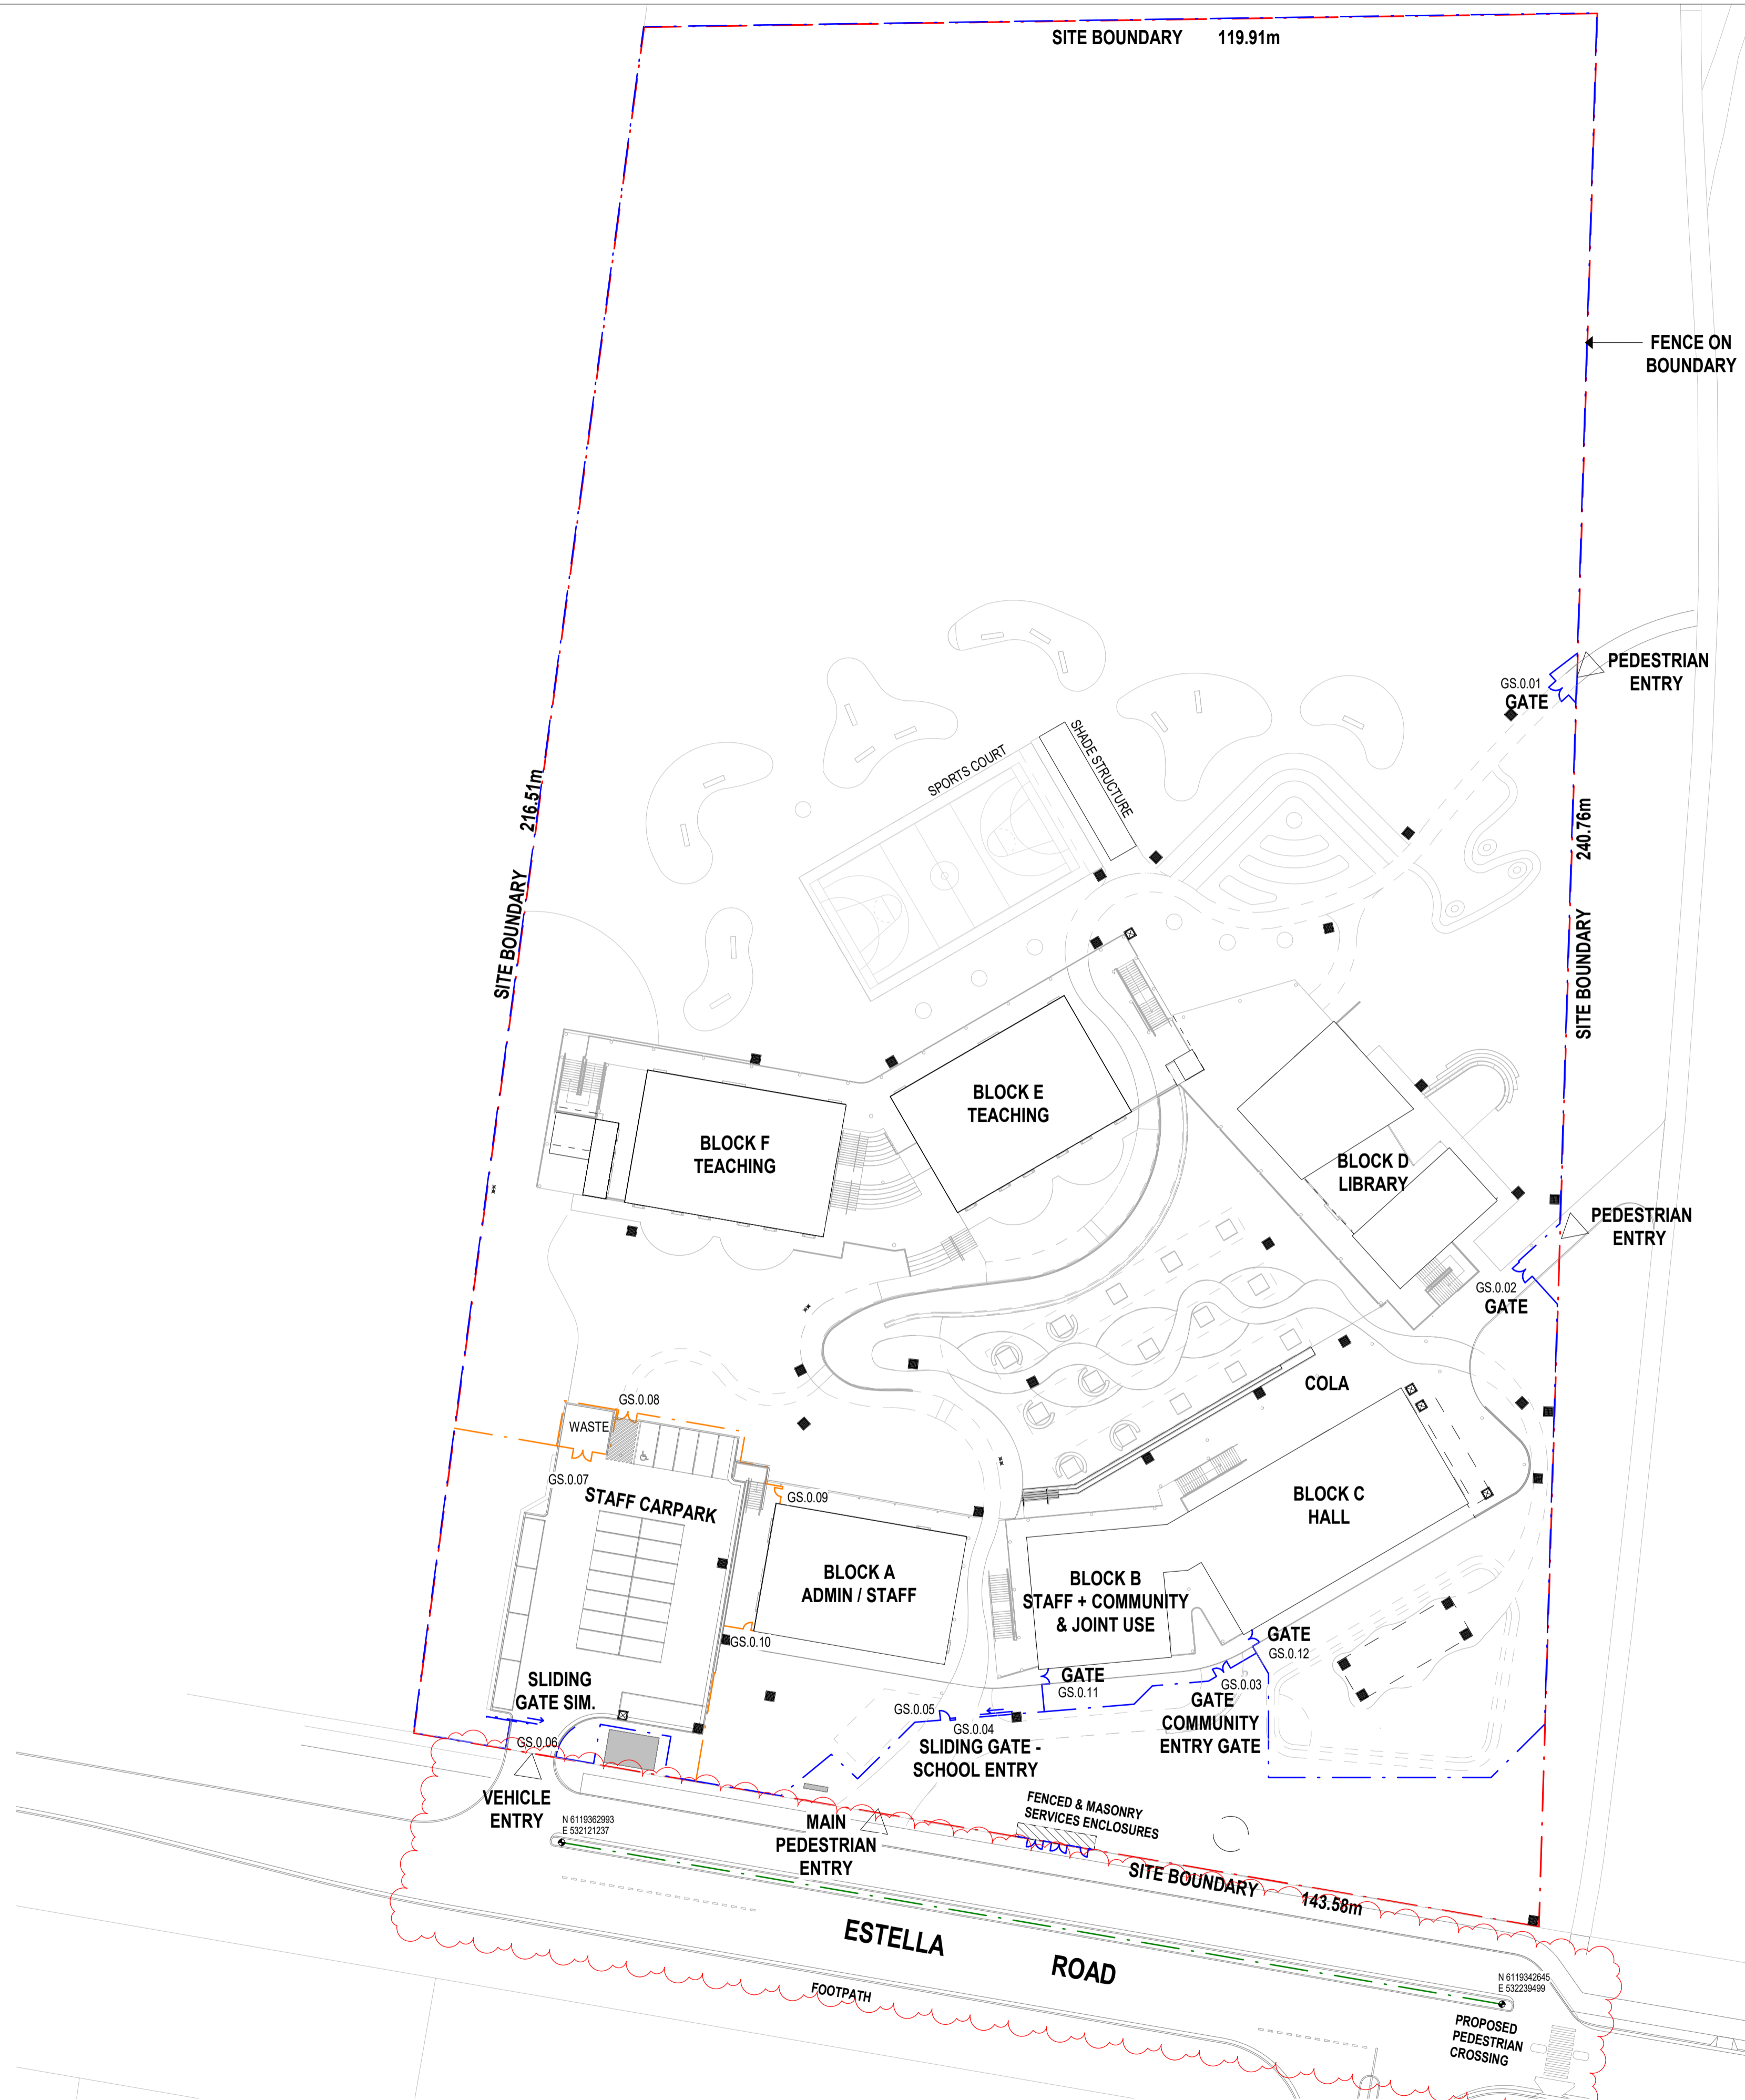 SITE BOUNDARY 119.91m
FENCE ON
BOUNDARY
PEDESTRIAN
ENTRY
GS.0.01
GATE
SHADE STRUCTURE
SPORTS COURT
216.51m
SITE BOUNDARY
240.76m
SITE BOUNDARY
BLOCK E
TEACHING
BLOCK F
TEACHING
BLOCK D
LIBRARY
PEDESTRIAN
ENTRY
GS.0.02
GATE
COLA
GS.0.08
WASTE
GS.0.07
STAFF CARPARK
GS.0.09
BLOCK C
HALL
BLOCK A
ADMIN / STAFF
BLOCK B
STAFF + COMMUNITY
& JOINT USE
GS.0.10
GATE
GS.0.12
GATE
GS.0.11
GS.0.03
GATE
COMMUNITY
ENTRY GATE
SLIDING
GATE SIM.
GS.0.05
GS.0.04
SLIDING GATE -
SCHOOL ENTRY
GS.0.06
VEHICLE
ENTRY
N 6119362993
E 532121237
MAIN
PEDESTRIAN
ENTRY
FENCED & MASONRY
SERVICES ENCLOSURES
SITE BOUNDARY 143.58m
ESTELLA ROAD
FOOTPATH
N 6119342645
E 532239499
PROPOSED
PEDESTRIAN
CROSSING